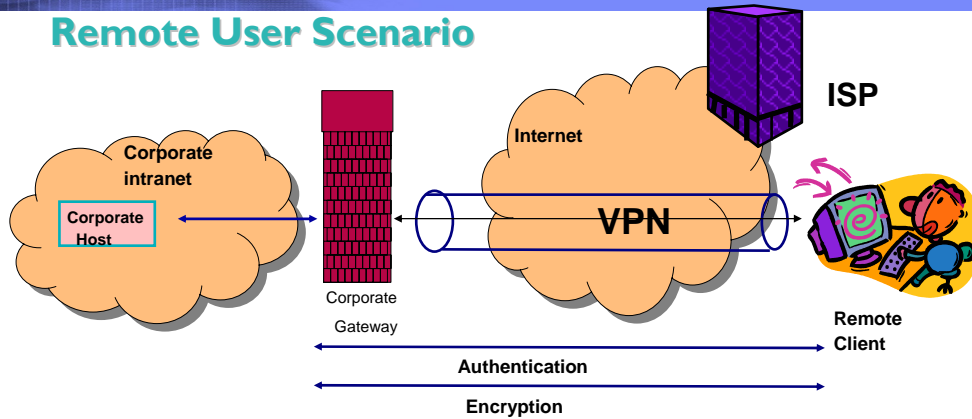 Remote User Scenario
ISP
Internet
Corporate
intranet
Corporate
Host
VPN
Corporate
Gateway
Remote
Client
Authentication
Encryption